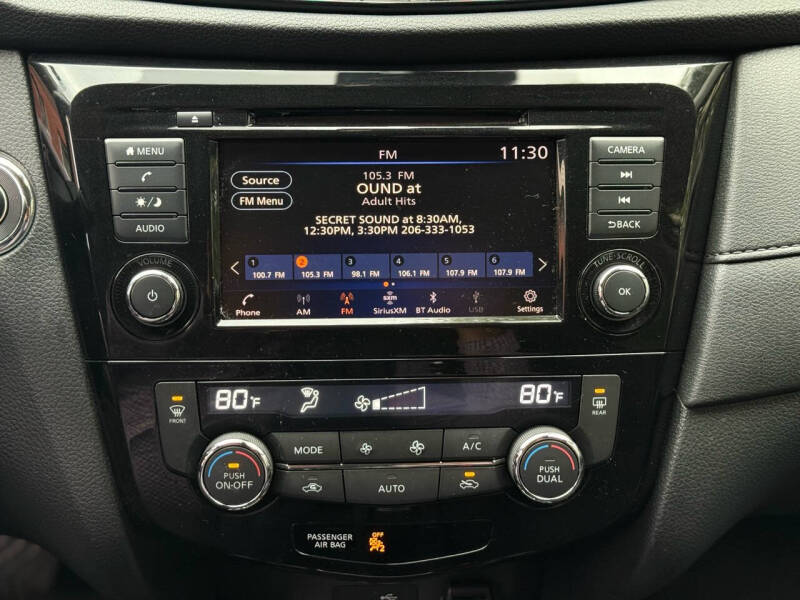 MENU
AUDIO
VOLUME
FM
11:30
Source
FM Menu
105.3 FM
OUND at
Adult Hits
SECRET SOUND at 8:30AM,
12:30PM, 3:30PM 206-333-1053
1 2 3 4 5 6
100.7 FM 105.3 FM 98.1 FM 106.1 FM 107.9 FM 107.9 FM
sxm
Phone AM FM SiriusXM BT Audio USB Settings
CAMERA
BACK
TUNE·SCROLL
OK
80°F 80°F
FRONT
REAR
MODE A/C
PUSH
ON-OFF
AUTO
PUSH
DUAL
PASSENGER
AIR BAG
OFF
2